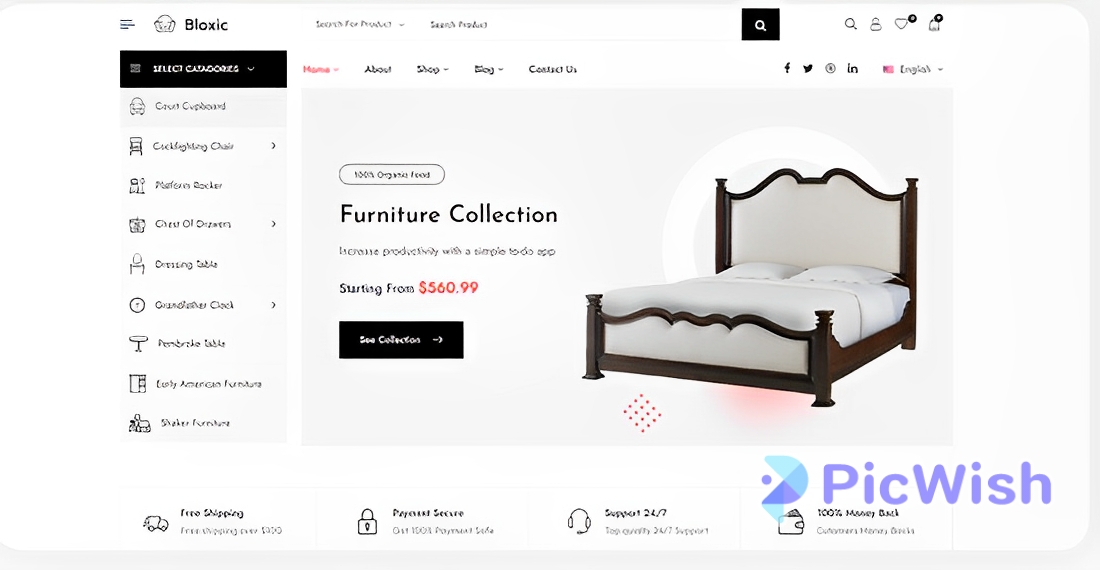 Bloxic
Search For Product
Search Product
0
0
SELECT CATAGORIES
Home
About
Shop
Blog
Contact Us
English
Court Cupboard
Cockfighting Chair
Platform Rocker
Chest Of Drawers
Dressing Table
Grandfather Clock
Pembroke Table
Early American Furniture
Shaker Furniture
100% Organic Food
Furniture Collection
Increase productivity with a simple to-do app
Starting From $560.99
See Collection
Free Shipping
Free shipping over
Payment Secure
Got 100% Payment Safe
Support 24/7
Top quality 24/7 Support
100% Money Back
Customers Money Backs
PicWish